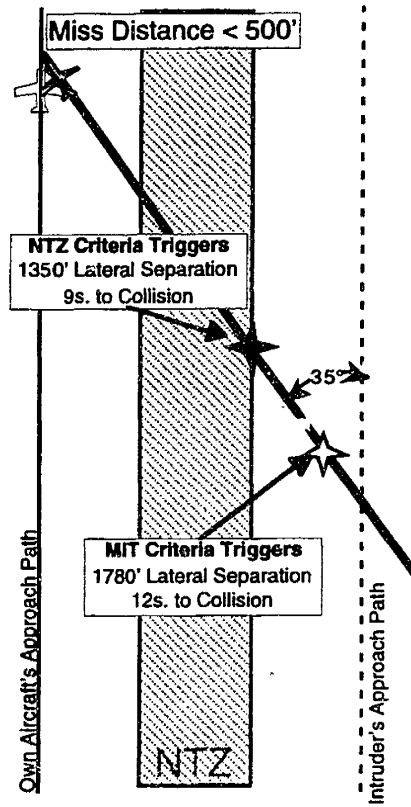 Miss Distance < 500'
NTZ Criteria Triggers
1350' Lateral Separation
9s. to Collision
35°
MIT Criteria Triggers
1780' Lateral Separation
12s. to Collision
Own Aircraft's Approach Path
NTZ
Intruder's Approach Path